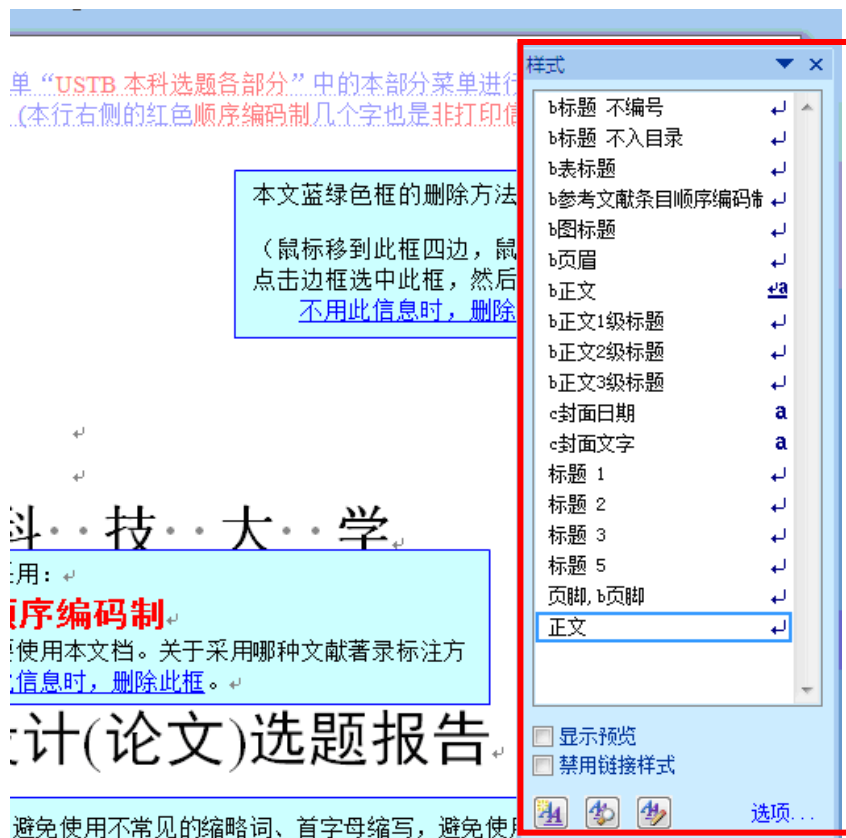 单“USTB 本科选题各部分”中的本部分菜单进行
(本行右侧的红色顺序编码制几个字也是非打印信
本文蓝绿色框的删除方法
（鼠标移到此框四边，鼠
点击边框选中此框，然后
不用此信息时，删除
科··技··大··学
用：
顺序编码制
要使用本文档。关于采用哪种文献著录标注方
信息时，删除此框。
设计(论文)选题报告
避免使用不常见的缩略词、首字母缩写，避免使用
样式
b标题 不编号
b标题 不入目录
b表标题
b参考文献条目顺序编码制
b图标题
b页眉
b正文
b正文1级标题
b正文2级标题
b正文3级标题
c封面日期
c封面文字
标题 1
标题 2
标题 3
标题 5
页脚,b页脚
正文
显示预览
禁用链接样式
选项...